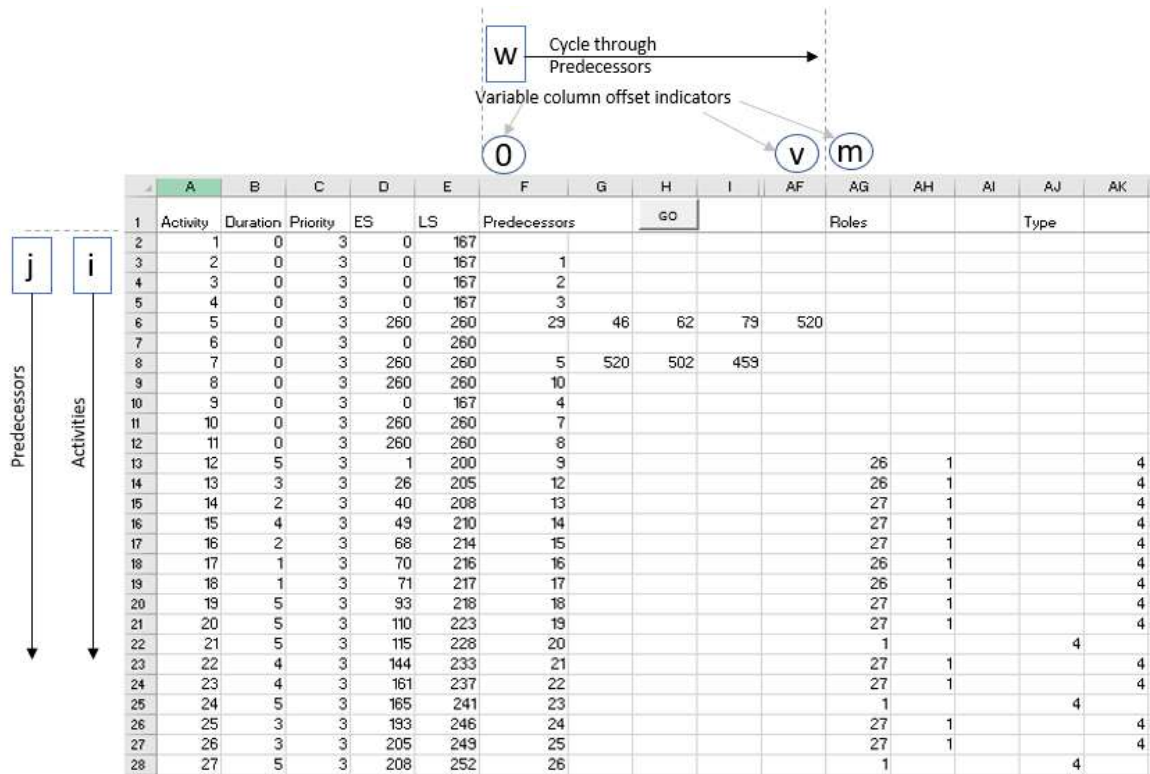 w
Cycle through
Predecessors
Variable column offset indicators
0 v m
A B C D E F G H I AF AG AH AI AJ AK
1 Activity Duration Priority ES LS Predecessors GO Roles Type
2 1 0 3 0 167
3 2 0 3 0 167 1
4 3 0 3 0 167 2
5 4 0 3 0 167 3
6 5 0 3 260 260 29 46 62 79 520
7 6 0 3 0 260
8 7 0 3 260 260 5 520 502 459
9 8 0 3 260 260 10
10 9 0 3 0 167 4
11 10 0 3 260 260 7
12 11 0 3 260 260 8
13 12 5 3 1 200 9 26 1 4
14 13 3 3 26 205 12 26 1 4
15 14 2 3 40 208 13 27 1 4
16 15 4 3 49 210 14 27 1 4
17 16 2 3 68 214 15 27 1 4
18 17 1 3 70 216 16 26 1 4
19 18 1 3 71 217 17 26 1 4
20 19 5 3 93 218 18 27 1 4
21 20 5 3 110 223 19 27 1 4
22 21 5 3 115 228 20 1 4
23 22 4 3 144 233 21 27 1 4
24 23 4 3 161 237 22 27 1 4
25 24 5 3 165 241 23 1 4
26 25 3 3 193 246 24 27 1 4
27 26 3 3 205 249 25 27 1 4
28 27 5 3 208 252 26 1 4
j i
Predecessors
Activities